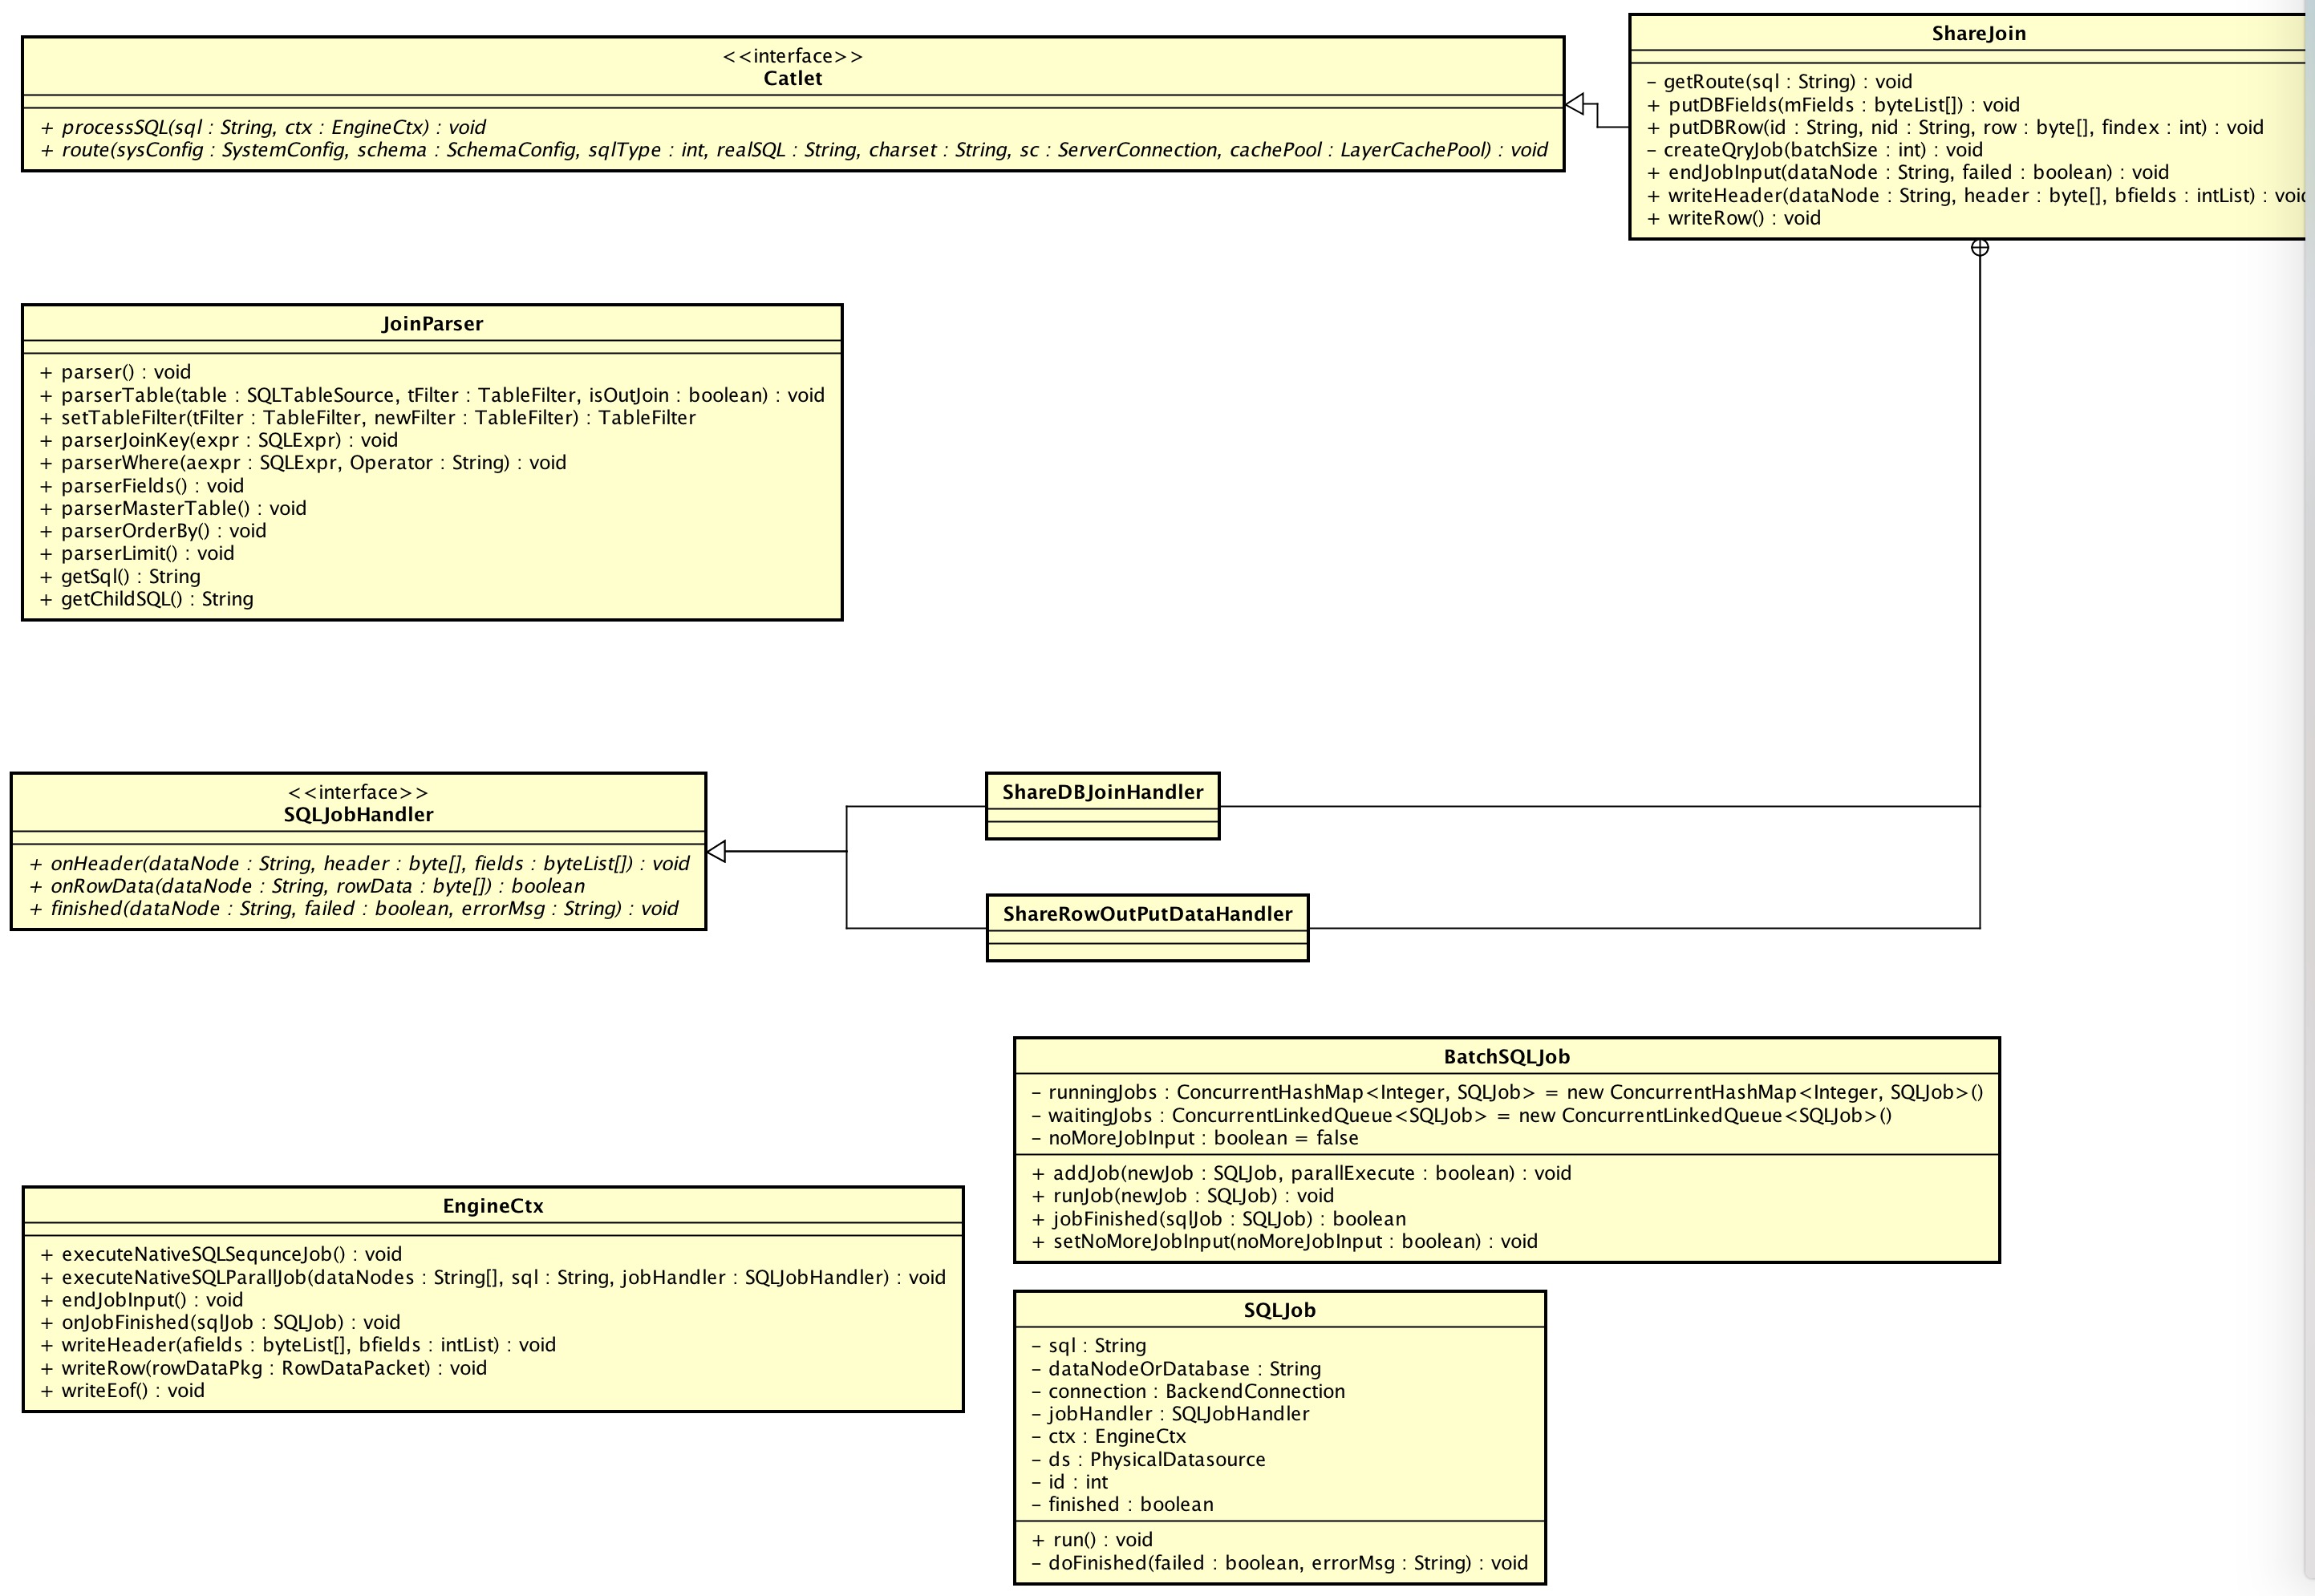 <<interface>>
Catlet
+ processSQL(sql : String, ctx : EngineCtx) : void
+ route(sysConfig : SystemConfig, schema : SchemaConfig, sqlType : int, realSQL : String, charset : String, sc : ServerConnection, cachePool : LayerCachePool) : void
ShareJoin
- getRoute(sql : String) : void
+ putDBFields(mFields : byteList[]) : void
+ putDBRow(id : String, nid : String, row : byte[], findex : int) : void
- createQryJob(batchSize : int) : void
+ endJobInput(dataNode : String, failed : boolean) : void
+ writeHeader(dataNode : String, header : byte[], bfields : intList) : void
+ writeRow() : void
JoinParser
+ parser() : void
+ parserTable(table : SQLTableSource, tFilter : TableFilter, isOutJoin : boolean) : void
+ setTableFilter(tFilter : TableFilter, newFilter : TableFilter) : TableFilter
+ parserJoinKey(expr : SQLExpr) : void
+ parserWhere(aexpr : SQLExpr, Operator : String) : void
+ parserFields() : void
+ parserMasterTable() : void
+ parserOrderBy() : void
+ parserLimit() : void
+ getSql() : String
+ getChildSQL() : String
<<interface>>
SQLJobHandler
+ onHeader(dataNode : String, header : byte[], fields : byteList[]) : void
+ onRowData(dataNode : String, rowData : byte[]) : boolean
+ finished(dataNode : String, failed : boolean, errorMsg : String) : void
ShareDBJoinHandler
ShareRowOutPutDataHandler
BatchSQLJob
- runningJobs : ConcurrentHashMap<Integer, SQLJob> = new ConcurrentHashMap<Integer, SQLJob>()
- waitingJobs : ConcurrentLinkedQueue<SQLJob> = new ConcurrentLinkedQueue<SQLJob>()
- noMoreJobInput : boolean = false
+ addJob(newJob : SQLJob, parallExecute : boolean) : void
+ runJob(newJob : SQLJob) : void
+ jobFinished(sqlJob : SQLJob) : boolean
+ setNoMoreJobInput(noMoreJobInput : boolean) : void
EngineCtx
+ executeNativeSQLSequnceJob() : void
+ executeNativeSQLParallJob(dataNodes : String[], sql : String, jobHandler : SQLJobHandler) : void
+ endJobInput() : void
+ onJobFinished(sqlJob : SQLJob) : void
+ writeHeader(afields : byteList[], bfields : intList) : void
+ writeRow(rowDataPkg : RowDataPacket) : void
+ writeEof() : void
SQLJob
- sql : String
- dataNodeOrDatabase : String
- connection : BackendConnection
- jobHandler : SQLJobHandler
- ctx : EngineCtx
- ds : PhysicalDatasource
- id : int
- finished : boolean
+ run() : void
- doFinished(failed : boolean, errorMsg : String) : void